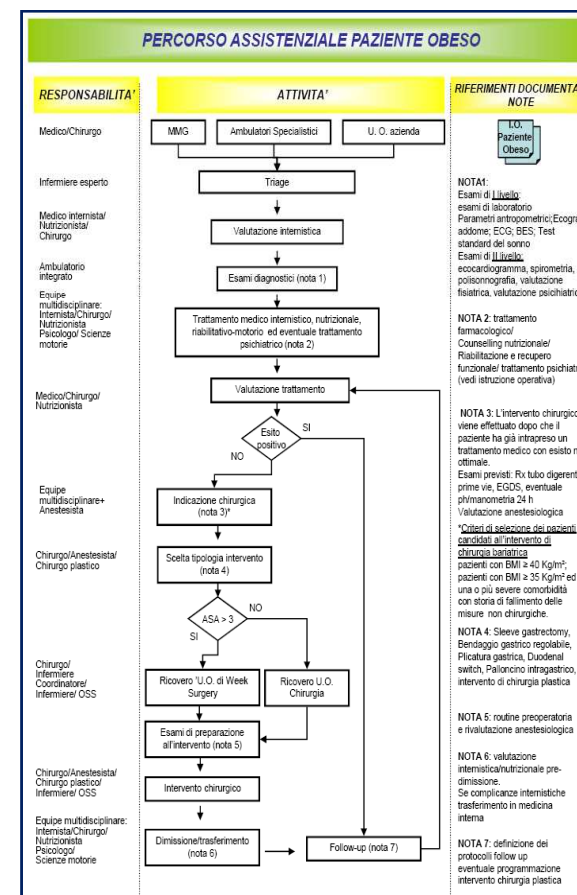 PERCORSO ASSISTENZIALE PAZIENTE OBESO
RESPONSABILITA'
ATTIVITA'
RIFERIMENTI
NOTE
Medico/Chirurgo
MMG
Ambulatori Specialistici
U. O. azienda
I.O.
Paziente
Obeso
Infermiere esperto
Triage
Medico internista/
Nutrizionista/
Chirurgo
Valutazione internistica
Ambulatorio
integrato
Esami diagnostici (nota 1)
Equipe
multidisciplinare:
Internista/Chirurgo/
Nutrizionista
Psicologo/ Scienze
motorie
Trattamento medico internistico, nutrizionale,
riabilitativo-motorio ed eventuale trattamento
psichiatrico (nota 2)
Medico/Chirurgo/
Nutrizionista
Valutazione trattamento
Esito
positivo
SI
NO
Equipe
multidisciplinare+
Anestesista
Indicazione chirurgica
(nota 3)*
Chirurgo/Anestesista/
Chirurgo plastico
Scelta tipologia intervento
(nota 4)
ASA > 3
NO
SI
Chirurgo/
Infermiere
Coordinatore/
Infermiere/ OSS
Ricovero 'U.O. di Week
Surgery
Ricovero U.O.
Chirurgia
Esami di preparazione
all'intervento (nota 5)
Chirurgo/Anestesista/
Chirurgo plastico/
Infermiere/ OSS
Intervento chirurgico
Equipe multidisciplinare:
Internista/Chirurgo/
Nutrizionista
Psicologo/
Scienze motorie
Dimissione/trasferimento
(nota 6)
Follow-up (nota 7)
NOTA1:
Esami di I livello:
esami di laboratorio
Parametri antropometrici;
addome; ECG; BES; Test
standard del sonno
Esami di II livello:
ecocardiogramma, spirometria,
polisonnografia, valutazione
fisiatrica, valutazione
NOTA 2: trattamento
farmacologico/
Counselling nutrizionale/
Riabilitazione e recupero
funzionale/ trattamento
(vedi istruzione operativa)
NOTA 3: L'intervento chirurgico
viene effettuato dopo che il
paziente ha già intrapreso un
trattamento medico con esisto
ottimale.
Esami previsti: Rx tubo
prime vie, EGDS, eventuale
ph/manometria 24 h
Valutazione anestesiologica
*Criteri di selezione dei pazienti
candidati all'intervento di
chirurgia bariatrica
pazienti con BMI ≥ 40 Kg/m²;
pazienti con BMI ≥ 35 Kg/m² ed
una o più severe comorbidità
con storia di fallimento delle
misure non chirurgiche.
NOTA 4: Sleeve gastrectomy,
Bendaggio gastrico regolabile,
Plicatura gastrica, Duodenal
switch, Palloncino intragastrico,
intervento di chirurgia plastica
NOTA 5: routine preoperatoria
e rivalutazione anestesiologica
NOTA 6: valutazione
internistica/nutrizionale pre-
dimissione.
Se complicanze internistiche
trasferimento in medicina
interna
NOTA 7: definizione dei
protocolli follow up
eventuale programmazione
intervento chirurgia plastica